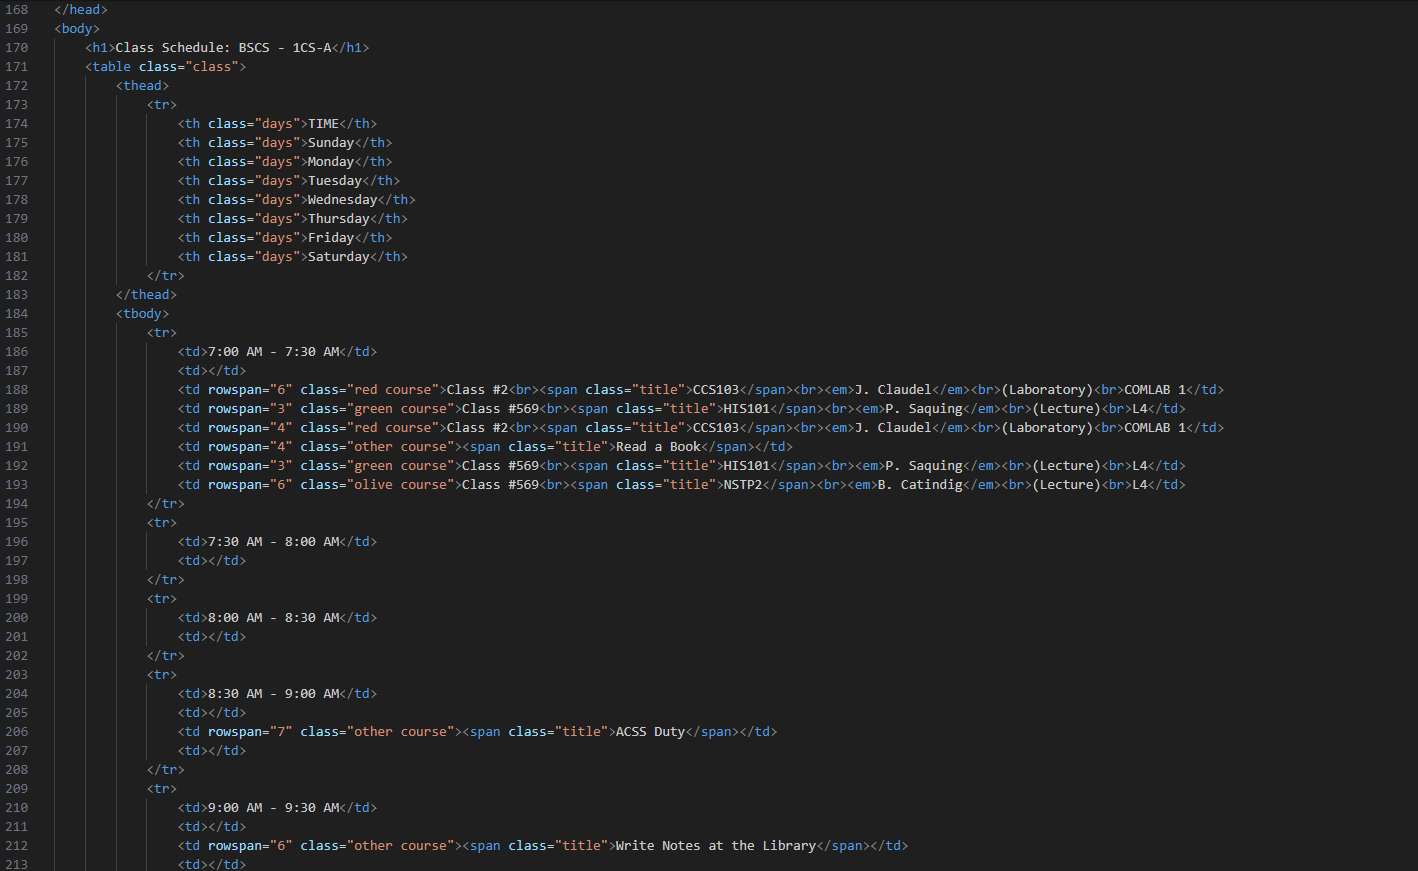 168 </head>
169 <body>
170 <h1>Class Schedule: BSCS - 1CS-A</h1>
171 <table class="class">
172 <thead>
173 <tr>
174 <th class="days">TIME</th>
175 <th class="days">Sunday</th>
176 <th class="days">Monday</th>
177 <th class="days">Tuesday</th>
178 <th class="days">Wednesday</th>
179 <th class="days">Thursday</th>
180 <th class="days">Friday</th>
181 <th class="days">Saturday</th>
182 </tr>
183 </thead>
184 <tbody>
185 <tr>
186 <td>7:00 AM - 7:30 AM</td>
187 <td></td>
188 <td rowspan="6" class="red course">Class #2<br><span class="title">CCS103</span><br><em>J. Claudel</em><br>(Laboratory)<br>COMLAB 1</td>
189 <td rowspan="3" class="green course">Class #569<br><span class="title">HIS101</span><br><em>P. Saquing</em><br>(Lecture)<br>L4</td>
190 <td rowspan="4" class="red course">Class #2<br><span class="title">CCS103</span><br><em>J. Claudel</em><br>(Laboratory)<br>COMLAB 1</td>
191 <td rowspan="4" class="other course"><span class="title">Read a Book</span></td>
192 <td rowspan="3" class="green course">Class #569<br><span class="title">HIS101</span><br><em>P. Saquing</em><br>(Lecture)<br>L4</td>
193 <td rowspan="6" class="olive course">Class #569<br><span class="title">NSTP2</span><br><em>B. Catindig</em><br>(Lecture)<br>L4</td>
194 </tr>
195 <tr>
196 <td>7:30 AM - 8:00 AM</td>
197 <td></td>
198 </tr>
199 <tr>
200 <td>8:00 AM - 8:30 AM</td>
201 <td></td>
202 </tr>
203 <tr>
204 <td>8:30 AM - 9:00 AM</td>
205 <td></td>
206 <td rowspan="7" class="other course"><span class="title">ACSS Duty</span></td>
207 <td></td>
208 </tr>
209 <tr>
210 <td>9:00 AM - 9:30 AM</td>
211 <td></td>
212 <td rowspan="6" class="other course"><span class="title">Write Notes at the Library</span></td>
213 <td></td>